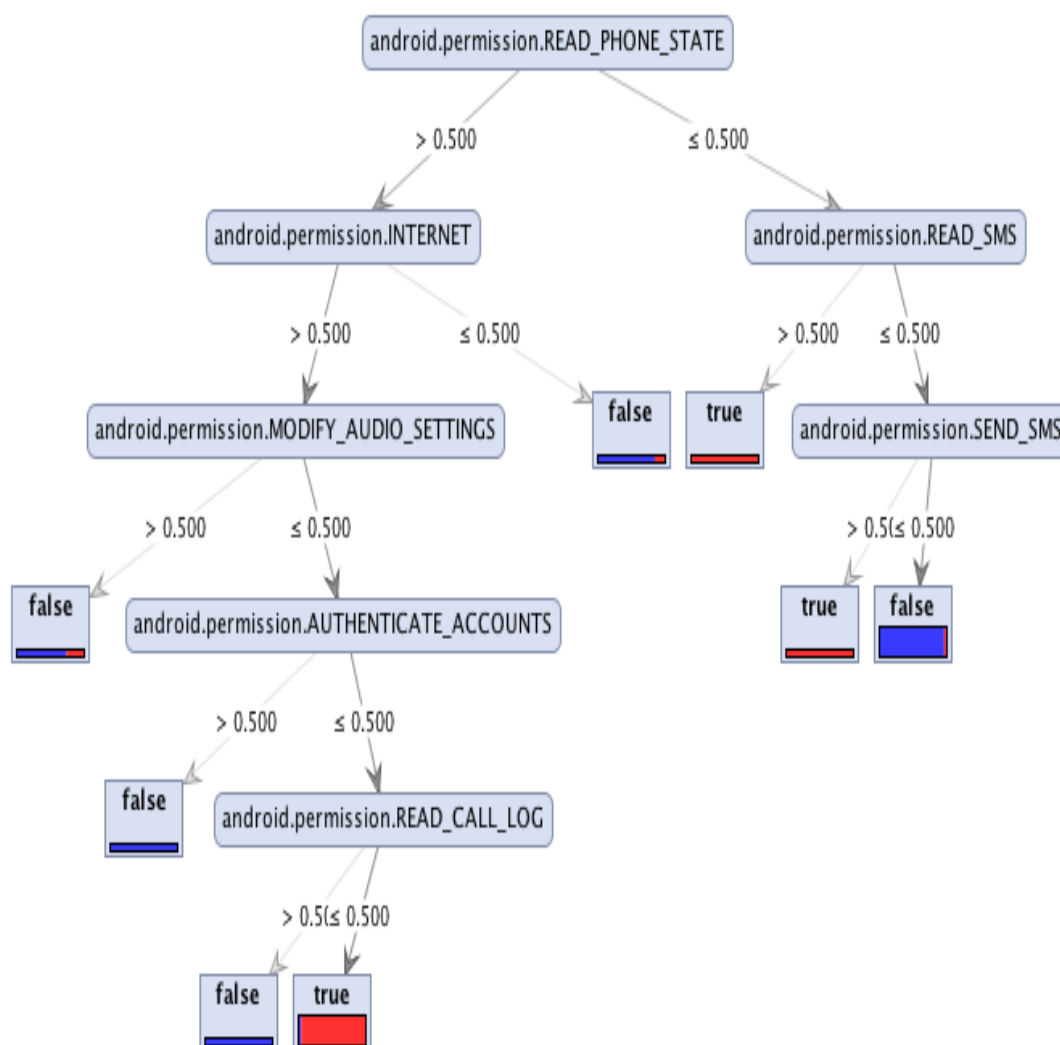 android.permission.READ_PHONE_STATE
> 0.500
≤ 0.500
android.permission.INTERNET
android.permission.READ_SMS
> 0.500
≤ 0.500
> 0.500
≤ 0.500
false
true
android.permission.MODIFY_AUDIO_SETTINGS
android.permission.SEND_SMS
> 0.500
≤ 0.500
> 0.50
≤ 0.500
false
true
false
android.permission.AUTHENTICATE_ACCOUNTS
> 0.500
≤ 0.500
false
android.permission.READ_CALL_LOG
> 0.50
≤ 0.500
false
true